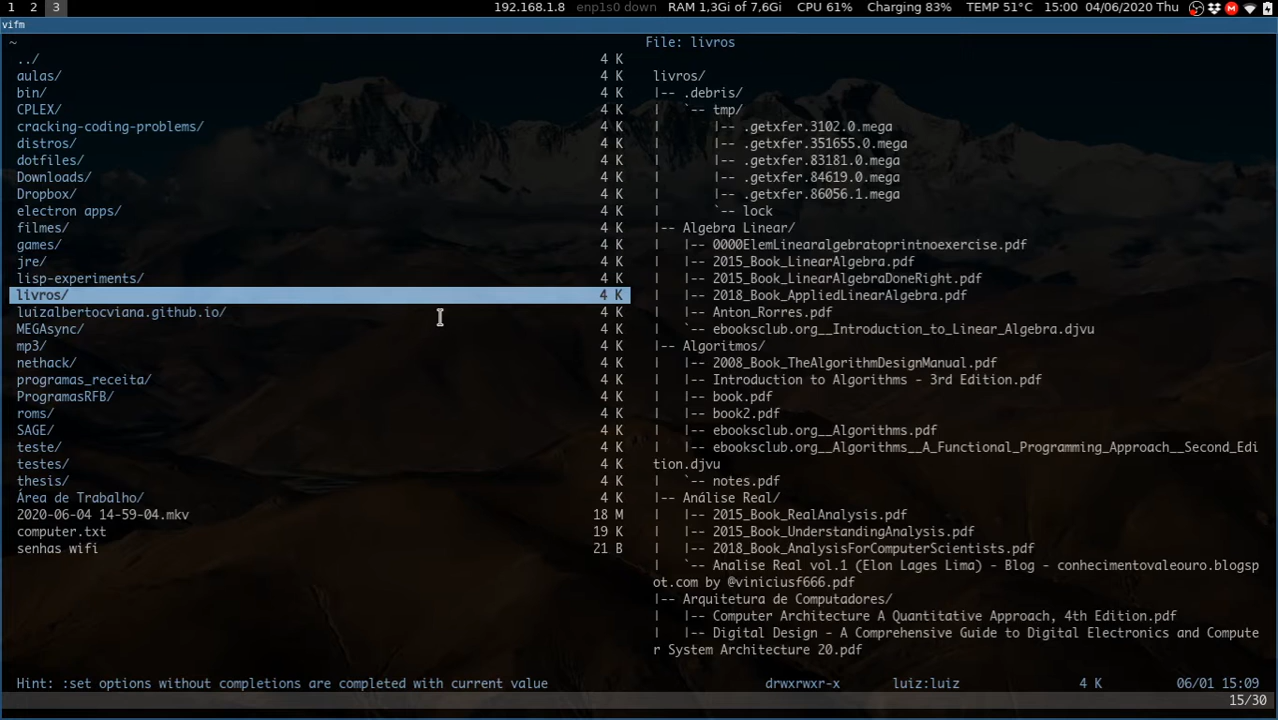 1 2 3 192.168.1.8 enp1s0 down RAM 1,3Gi of 7,6Gi CPU 61% Charging 83% TEMP 51°C 15:00 04/06/2020 Thu
vifm
~ File: livros
../ 4 K
aulas/ 4 K livros/
bin/ 4 K |-- .debris/
CPLEX/ 4 K | `-- tmp/
cracking-coding-problems/ 4 K | |-- .getxfer.3102.0.mega
distros/ 4 K | |-- .getxfer.351655.0.mega
dotfiles/ 4 K | |-- .getxfer.83181.0.mega
Downloads/ 4 K | |-- .getxfer.84619.0.mega
Dropbox/ 4 K | |-- .getxfer.86056.1.mega
electron apps/ 4 K | `-- lock
filmes/ 4 K |-- Algebra Linear/
games/ 4 K | |-- 0000ElemLinearalgebratoprintnoexercise.pdf
jre/ 4 K | |-- 2015_Book_LinearAlgebra.pdf
lisp-experiments/ 4 K | |-- 2015_Book_LinearAlgebraDoneRight.pdf
livros/ 4 K | |-- 2018_Book_AppliedLinearAlgebra.pdf
luizalbertocviana.github.io/ 4 K | |-- Anton_Rorres.pdf
MEGAsync/ 4 K | `-- ebooksclub.org__Introduction_to_Linear_Algebra.djvu
mp3/ 4 K |-- Algoritmos/
nethack/ 4 K | |-- 2008_Book_TheAlgorithmDesignManual.pdf
programas_receita/ 4 K | |-- Introduction to Algorithms - 3rd Edition.pdf
ProgramasRFB/ 4 K | |-- book.pdf
roms/ 4 K | |-- book2.pdf
SAGE/ 4 K | |-- ebooksclub.org__Algorithms.pdf
teste/ 4 K | |-- ebooksclub.org__Algorithms__A_Functional_Programming_Approach__Second_Edi
testes/ 4 K tion.djvu
thesis/ 4 K | `-- notes.pdf
Área de Trabalho/ 4 K |-- Análise Real/
2020-06-04 14-59-04.mkv 18 M | |-- 2015_Book_RealAnalysis.pdf
computer.txt 19 K | |-- 2015_Book_UnderstandingAnalysis.pdf
senhas wifi 21 B | |-- 2018_Book_AnalysisForComputerScientists.pdf
| `-- Analise Real vol.1 (Elon Lages Lima) - Blog - conhecimentovaleouro.blogsp
ot.com by @viniciusf666.pdf
|-- Arquitetura de Computadores/
| |-- Computer Architecture A Quantitative Approach, 4th Edition.pdf
| |-- Digital Design - A Comprehensive Guide to Digital Electronics and Compute
r System Architecture 20.pdf
Hint: :set options without completions are completed with current value drwxrwxr-x luiz:luiz 4 K 06/01 15:09
15/30